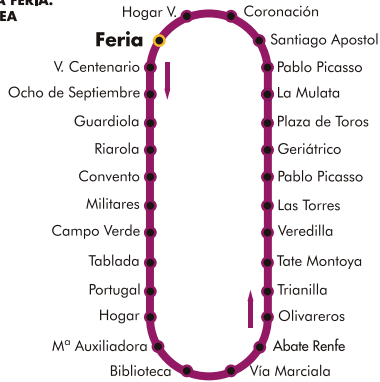 A FERIA.
EA
Hogar V.
Coronación
Feria
Santiago Apostol
V. Centenario
Pablo Picasso
Ocho de Septiembre
La Mulata
Guardiola
Plaza de Toros
Riarola
Geriátrico
Convento
Pablo Picasso
Militares
Las Torres
Campo Verde
Veredilla
Tablada
Tate Montoya
Portugal
Trianilla
Hogar
Olivareros
Mª Auxiliadora
Abate Renfe
Biblioteca
Vía Marciala